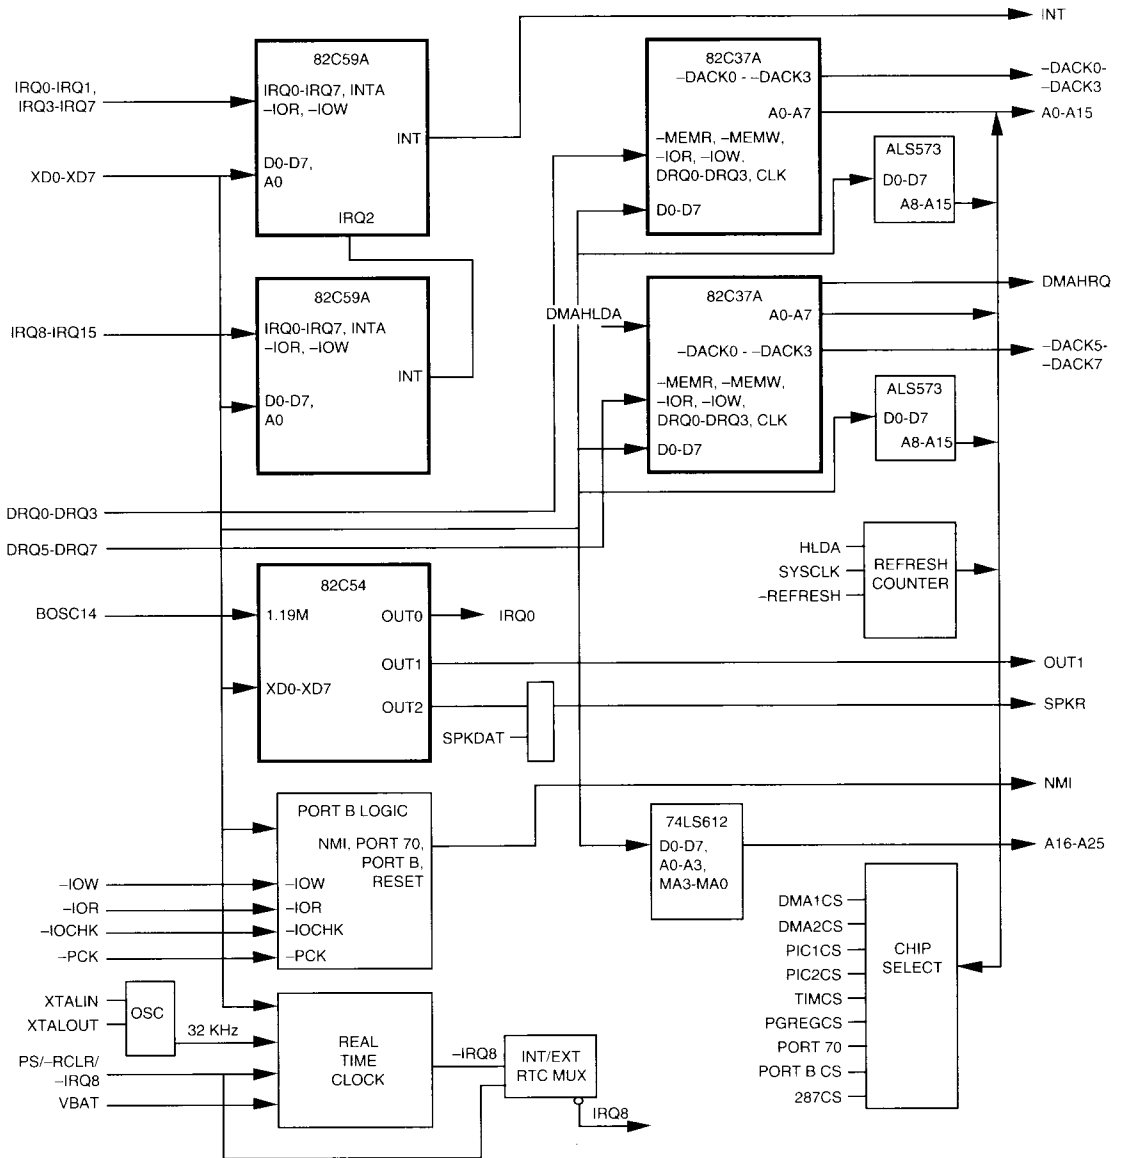 INT
82C59A
IRQ0-IRQ1,
IRQ3-IRQ7
IRQ0-IRQ7, INTA
–IOR, –IOW
INT
XD0-XD7
D0-D7,
A0
IRQ2
82C59A
IRQ8-IRQ15
IRQ0-IRQ7, INTA
–IOR, –IOW
INT
D0-D7,
A0
82C37A
–DACK0 - –DACK3
–DACK0-
–DACK3
A0-A7
A0-A15
–MEMR, –MEMW,
–IOR, –IOW,
DRQ0-DRQ3, CLK
D0-D7
ALS573
D0-D7
A8-A15
82C37A
DMAHRQ
DMAHLDA
A0-A7
–DACK0 - –DACK3
–DACK5-
–DACK7
–MEMR, –MEMW,
–IOR, –IOW,
DRQ0-DRQ3, CLK
D0-D7
ALS573
D0-D7
A8-A15
DRQ0-DRQ3
DRQ5-DRQ7
HLDA
SYSCLK
–REFRESH
REFRESH
COUNTER
82C54
BOSC14
1.19M
OUT0
IRQ0
OUT1
OUT1
XD0-XD7
OUT2
SPKDAT
SPKR
PORT B LOGIC
NMI, PORT 70,
PORT B,
RESET
NMI
–IOW
–IOW
–IOR
–IOR
–IOCHK
–IOCHK
–PCK
–PCK
74LS612
D0-D7,
A0-A3,
MA3-MA0
A16-A25
DMA1CS
DMA2CS
PIC1CS
PIC2CS
TIMCS
PGREGCS
PORT 70
PORT B CS
287CS
CHIP
SELECT
XTALIN
XTALOUT
OSC
32 KHz
PS/–RCLR/
–IRQ8
VBAT
REAL
TIME
CLOCK
–IRQ8
INT/EXT
RTC MUX
IRQ8